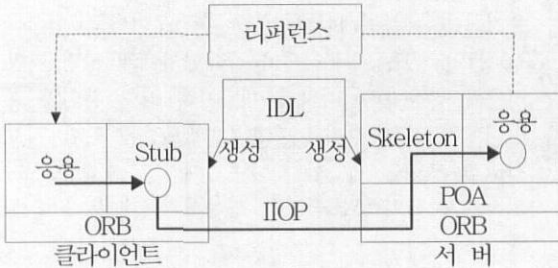 리퍼런스
IDL
응용
Skeleton
응용
Stub
생성
생성
IIOP
POA
ORB
ORB
클라이언트
서 버